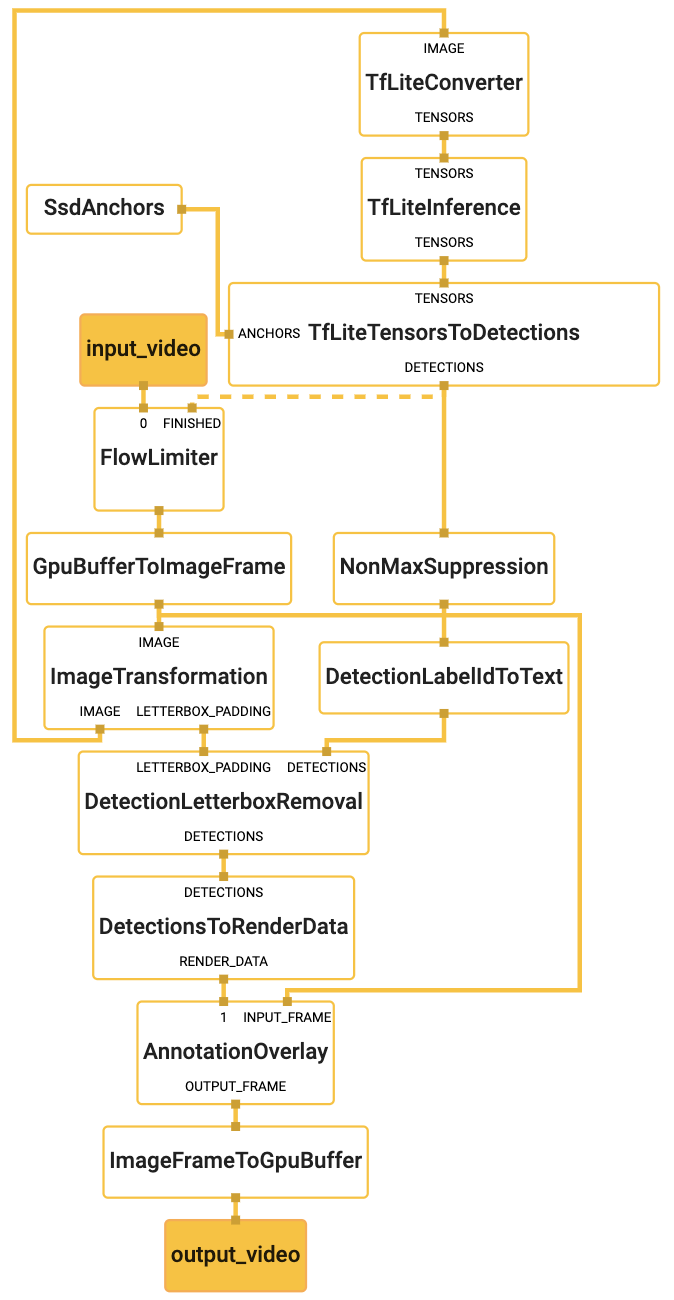 IMAGE
TfLiteConverter
TENSORS
TENSORS
TfLiteInference
TENSORS
SsdAnchors
TENSORS
ANCHORS TfLiteTensorsToDetections
DETECTIONS
input_video
0 FINISHED
FlowLimiter
GpuBufferToImageFrame
NonMaxSuppression
IMAGE
ImageTransformation
IMAGE LETTERBOX_PADDING
DetectionLabelIdToText
LETTERBOX_PADDING DETECTIONS
DetectionLetterboxRemoval
DETECTIONS
DETECTIONS
DetectionsToRenderData
RENDER_DATA
1 INPUT_FRAME
AnnotationOverlay
OUTPUT_FRAME
ImageFrameToGpuBuffer
output_video